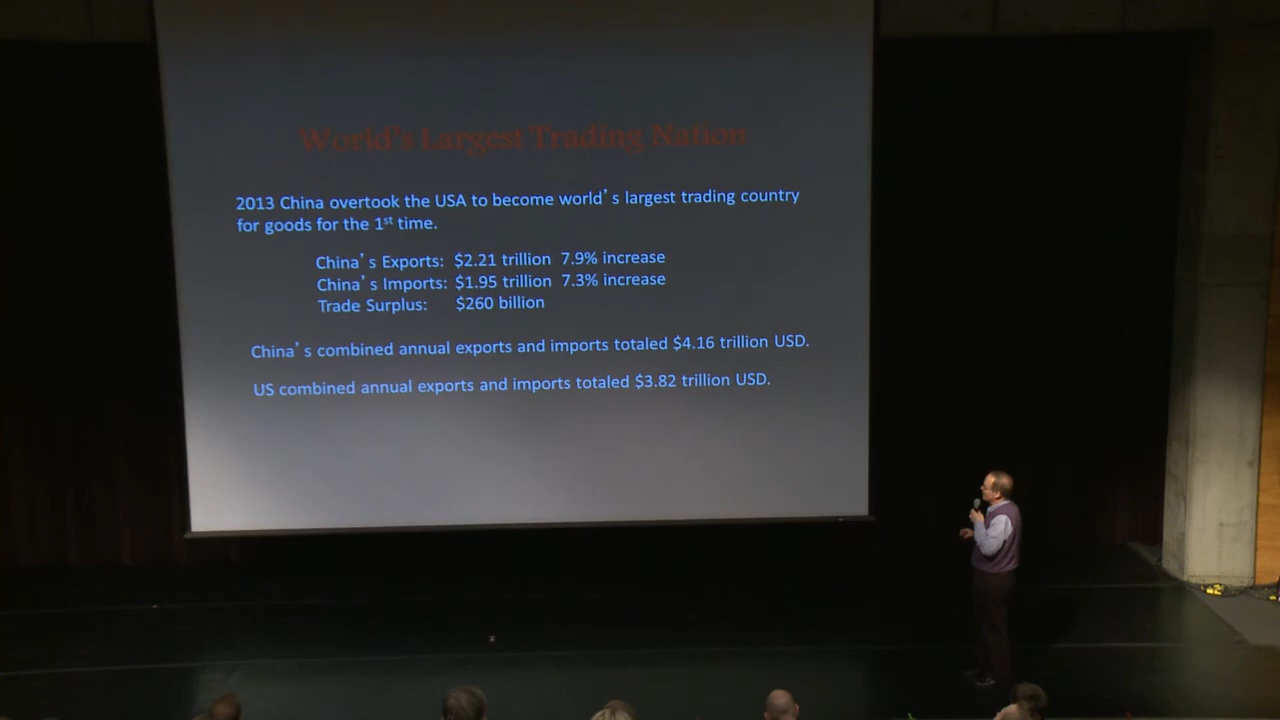 World's Largest Trading Nation
2013 China overtook the USA to become world's largest trading country
for goods for the 1st time.
China's Exports: $2.21 trillion 7.9% increase
China's Imports: $1.95 trillion 7.3% increase
Trade Surplus: $260 billion
China's combined annual exports and imports totaled $4.16 trillion USD.
US combined annual exports and imports totaled $3.82 trillion USD.